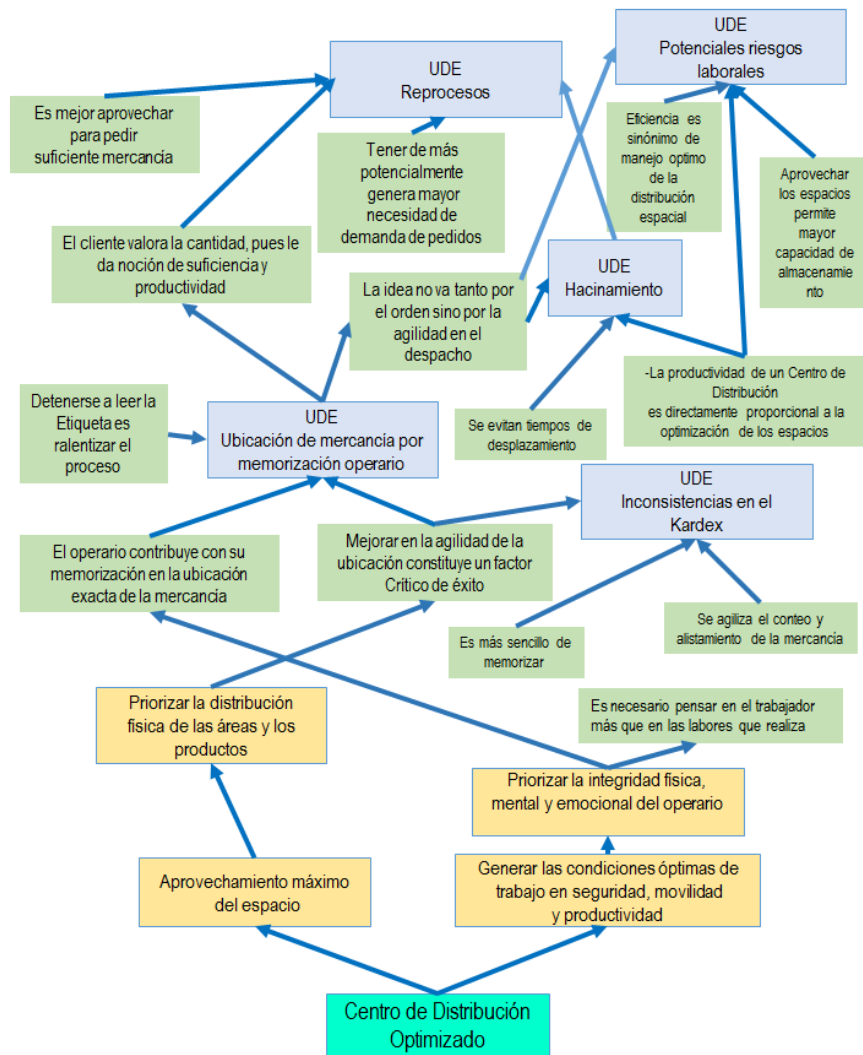 UDE
Potenciales riesgos
laborales
UDE
Reprocesos
Es mejor aprovechar
para pedir
suficiente mercancía
Tener de más
potencialmente
genera mayor
necesidad de
demanda de pedidos
Eficiencia es
sinónimo de
manejo optimo
de la
distribución
espacial
Aprovechar
los espacios
permite
mayor
capacidad de
almacenamie
nto
El cliente valora la cantidad, pues le
da noción de suficiencia y
productividad
La idea no va tanto por
el orden sino por la
agilidad en el
despacho
UDE
Hacinamiento
-La productividad de un Centro de
Distribución
es directamente proporcional a la
optimización de los espacios
Detenerse a leer la
Etiqueta es
ralentizar el
proceso
UDE
Ubicación de mercancía por
memorización operario
Se evitan tiempos de
desplazamiento
UDE
Inconsistencias en el
Kardex
El operario contribuye con su
memorización en la ubicación
exacta de la mercancía
Mejorar en la agilidad de la
ubicación constituye un factor
Crítico de éxito
Es más sencillo de
memorizar
Se agiliza el conteo y
alistamiento de la mercancía
Priorizar la distribución
física de las áreas y los
productos
Es necesario pensar en el trabajador
más que en las labores que realiza
Priorizar la integridad física,
mental y emocional del operario
Aprovechamiento máximo
del espacio
Generar las condiciones óptimas de
trabajo en seguridad, movilidad
y productividad
Centro de Distribución
Optimizado